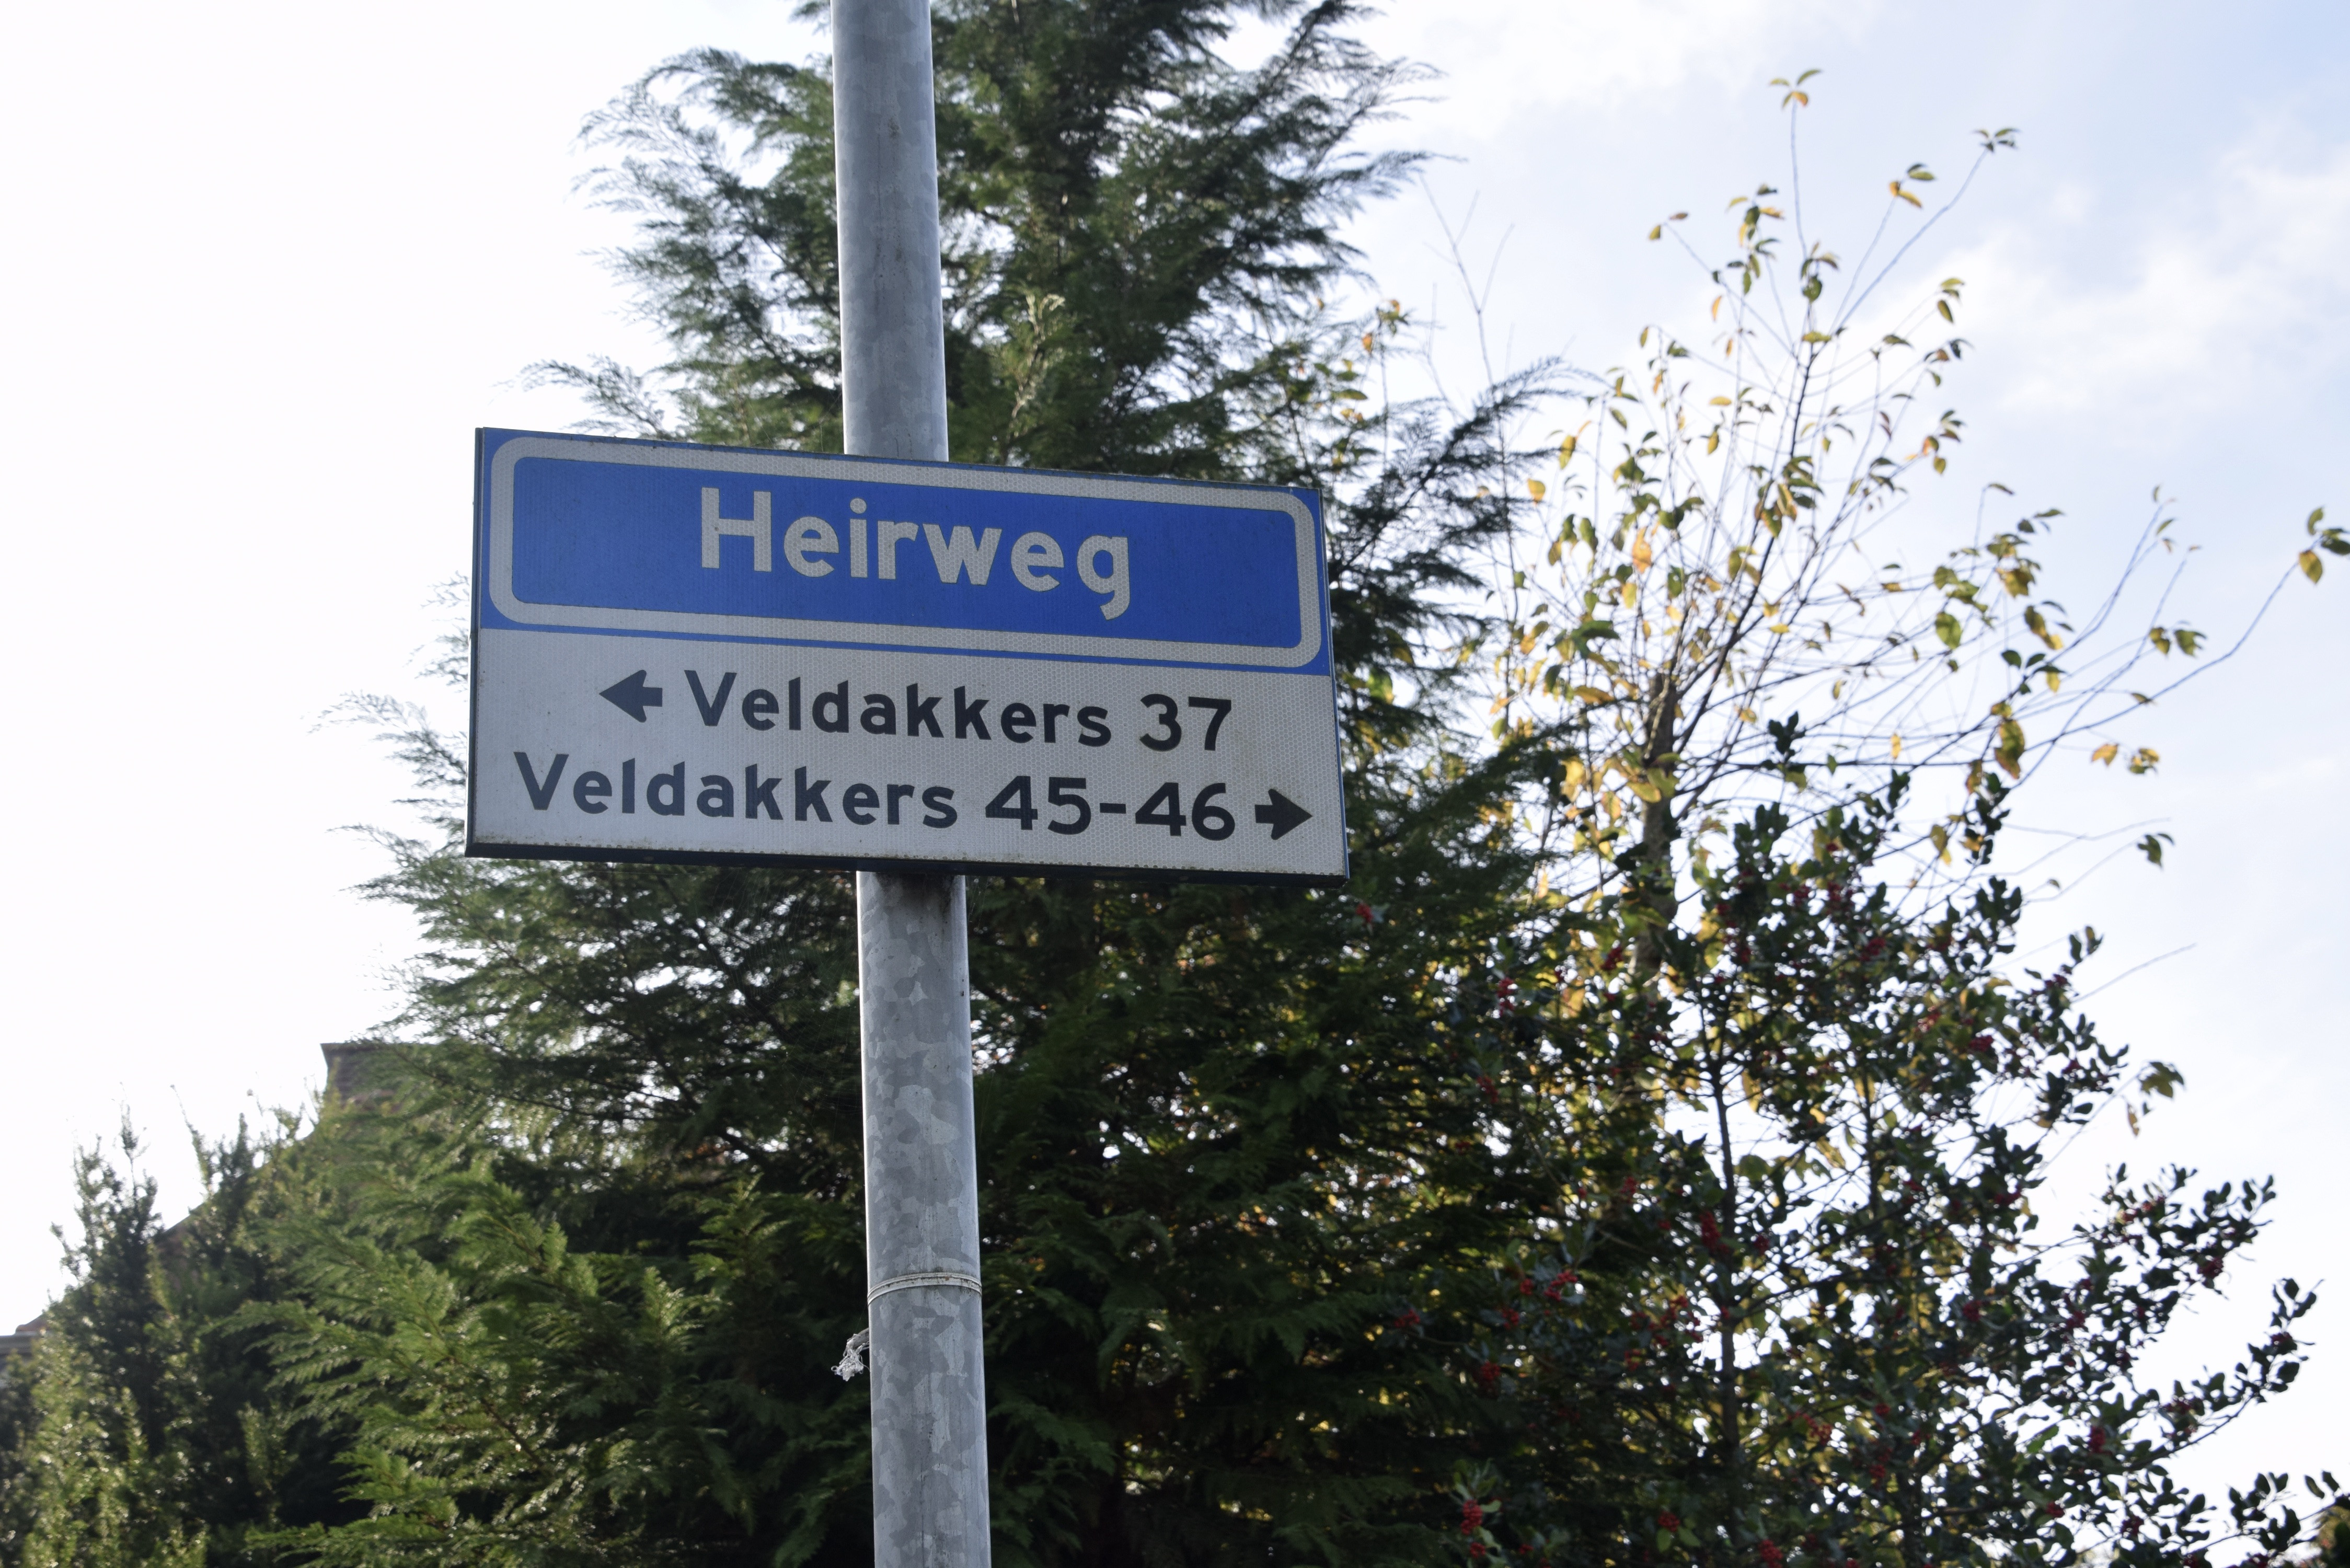 Heirweg
← Veldakkers 37
Veldakkers 45-46 →